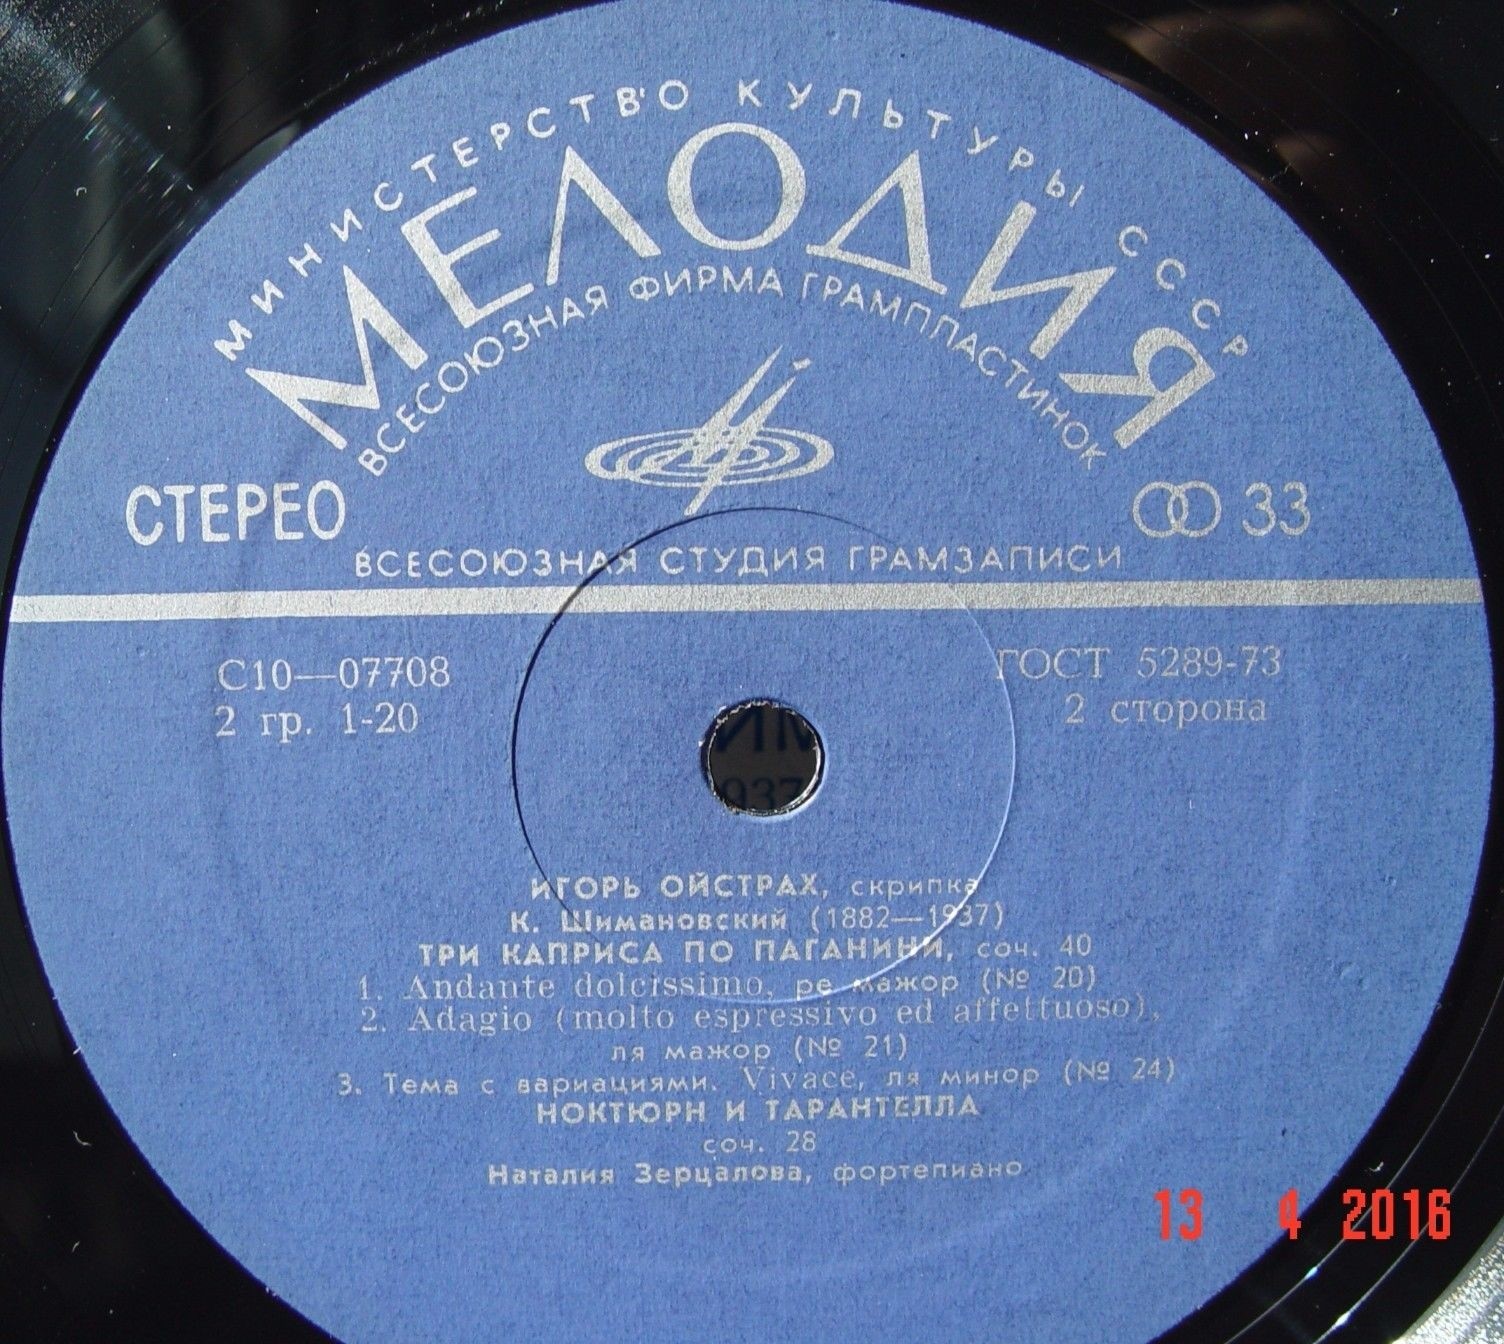 МИНИСТЕРСТВО КУЛЬТУРЫ СССР
МЕЛОДИЯ
ВСЕСОЮЗНАЯ ФИРМА ГРАМПЛАСТИНОК
СТЕРЕО
33
ВСЕСОЮЗНАЯ СТУДИЯ ГРАМЗАПИСИ
С10—07708
ГОСТ 5289-73
2 гр. 1-20
2 сторона
ИМ
937
ИГОРЬ ОЙСТРАХ, скрипка
К. Шимановский (1882—1937)
ТРИ КАПРИСА ПО ПАГАНИНИ, соч. 40
1. Andante dolcissimo, ре мажор (№ 20)
2. Adagio (molto espressivo ed affettuoso),
ля мажор (№ 21)
3. Тема с вариациями. Vivace, ля минор (№ 24)
НОКТЮРН И ТАРАНТЕЛЛА
соч. 28
Наталия Зерцалова, фортепиано
13 4 2016